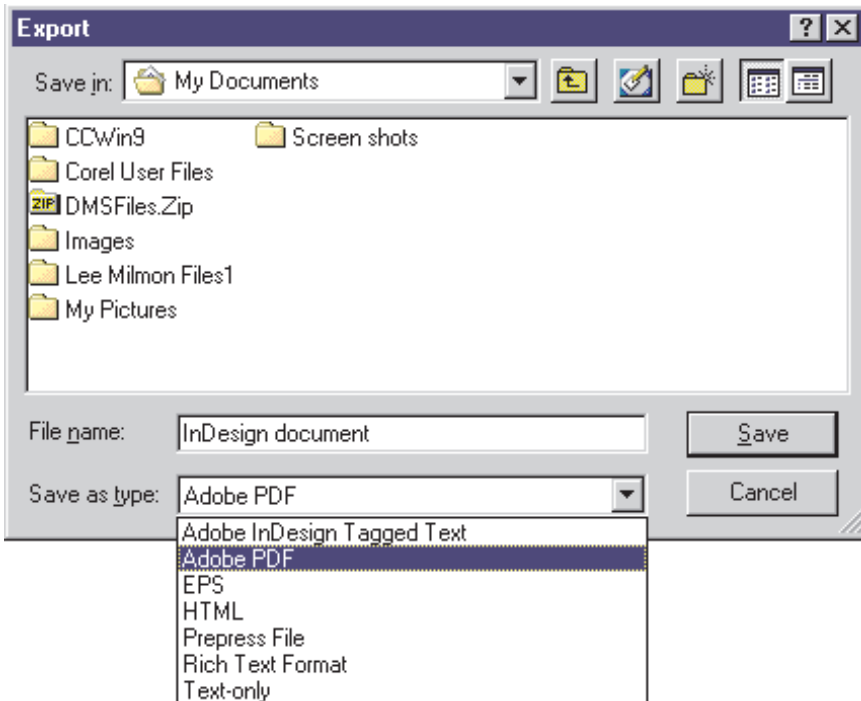 Export
Save in: My Documents
CCWin9
Corel User Files
ZIP DMSFiles.Zip
Images
Lee Milmon Files1
My Pictures
Screen shots
File name: InDesign document
Save
Save as type: Adobe PDF
Cancel
Adobe InDesign Tagged Text
Adobe PDF
EPS
HTML
Prepress File
Rich Text Format
Text-only